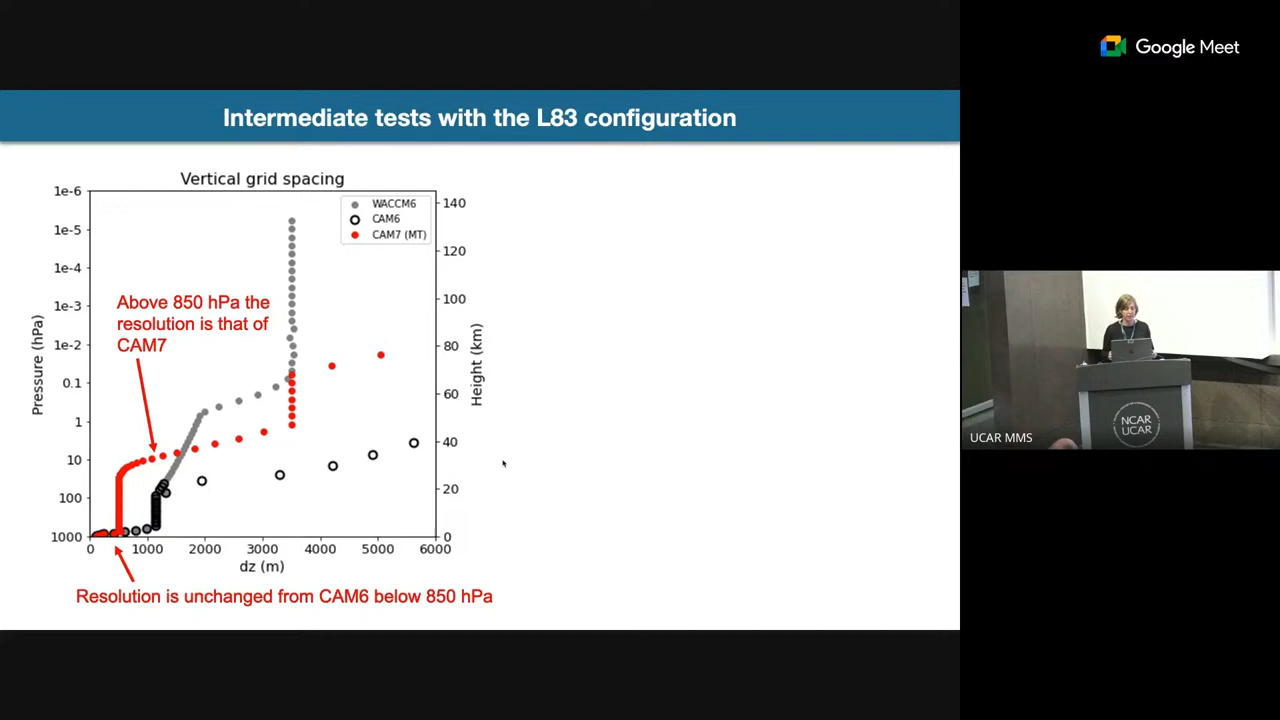 Google Meet
Intermediate tests with the L83 configuration
Vertical grid spacing
1e-6
1e-5
1e-4
1e-3
1e-2
0.1
1
10
100
1000
Pressure (hPa)
WACCM6
CAM6
CAM7 (MT)
Above 850 hPa the
resolution is that of
CAM7
140
120
100
80
60
40
20
0
Height (km)
0
1000
2000
3000
4000
5000
6000
dz (m)
Resolution is unchanged from CAM6 below 850 hPa
NCAR
UCAR
UCAR MMS